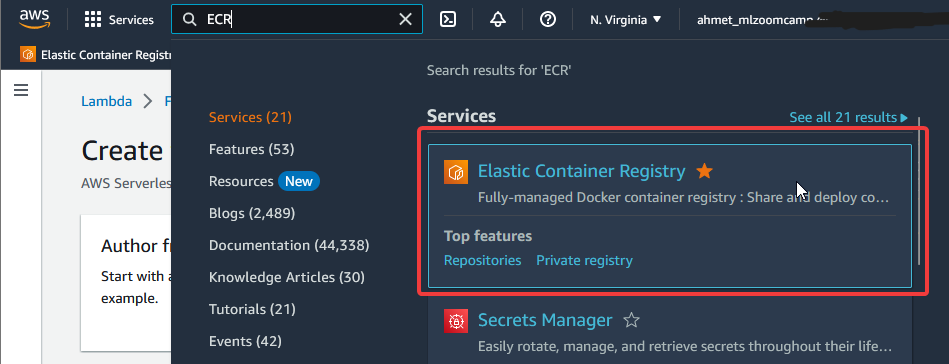 aws
Services
ECR
N. Virginia
ahmet_mlzoomcamp
Elastic Container Registr
Search results for 'ECR'
Lambda
F
Services (21)
Services
See all 21 results
Features (53)
Create
Elastic Container Registry
Resources New
AWS Serverles
Fully-managed Docker container registry : Share and deploy co…
Blogs (2,489)
Author f
Top features
Documentation (44,338)
Start with a
Repositories Private registry
Knowledge Articles (30)
example.
Tutorials (21)
Secrets Manager
Events (42)
Easily rotate, manage, and retrieve secrets throughout their life…